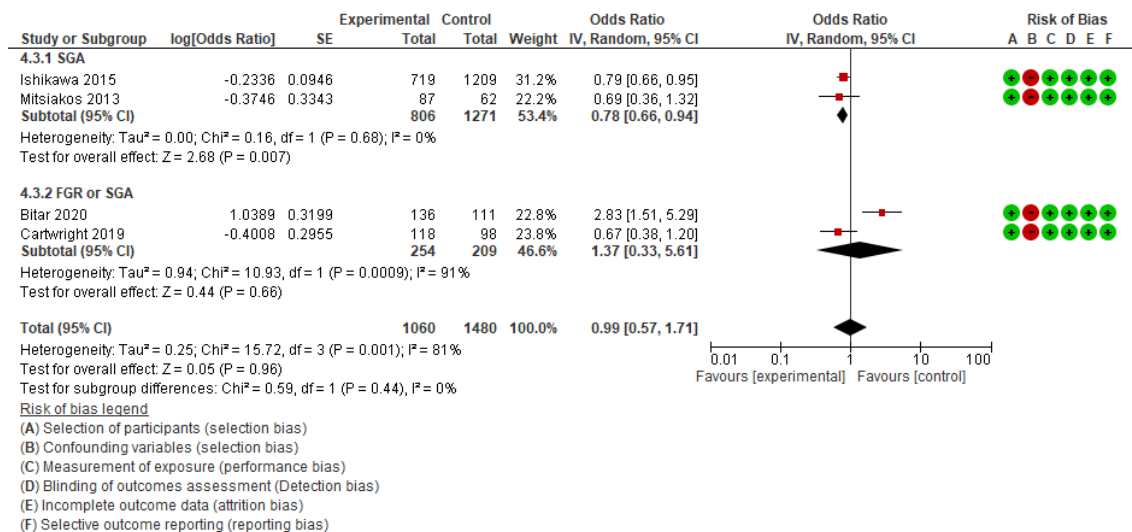 Experimental Control Odds Ratio Odds Ratio Risk of Bias
Study or Subgroup log[Odds Ratio] SE Total Total Weight IV, Random, 95% CI IV, Random, 95% CI A B C D E F
4.3.1 SGA
Ishikawa 2015 -0.2336 0.0946 719 1209 31.2% 0.79 [0.66, 0.95] + - + + + +
Mitsiakos 2013 -0.3746 0.3343 87 62 22.2% 0.69 [0.36, 1.32] + - + + + +
Subtotal (95% CI) 806 1271 53.4% 0.78 [0.66, 0.94]
Heterogeneity: Tau² = 0.00; Chi² = 0.16, df = 1 (P = 0.68); I² = 0%
Test for overall effect: Z = 2.68 (P = 0.007)
4.3.2 FGR or SGA
Bitar 2020 1.0389 0.3199 136 111 22.8% 2.83 [1.51, 5.29] + - + + + +
Cartwright 2019 -0.4008 0.2955 118 98 23.8% 0.67 [0.38, 1.20] + - + + + +
Subtotal (95% CI) 254 209 46.6% 1.37 [0.33, 5.61]
Heterogeneity: Tau² = 0.94; Chi² = 10.93, df = 1 (P = 0.0009); I² = 91%
Test for overall effect: Z = 0.44 (P = 0.66)
Total (95% CI) 1060 1480 100.0% 0.99 [0.57, 1.71]
Heterogeneity: Tau² = 0.25; Chi² = 15.72, df = 3 (P = 0.001); I² = 81%
Test for overall effect: Z = 0.05 (P = 0.96)
Test for subgroup differences: Chi² = 0.59, df = 1 (P = 0.44), I² = 0%
0.01 0.1 1 10 100
Favours [experimental] Favours [control]
Risk of bias legend
(A) Selection of participants (selection bias)
(B) Confounding variables (selection bias)
(C) Measurement of exposure (performance bias)
(D) Blinding of outcomes assessment (Detection bias)
(E) Incomplete outcome data (attrition bias)
(F) Selective outcome reporting (reporting bias)